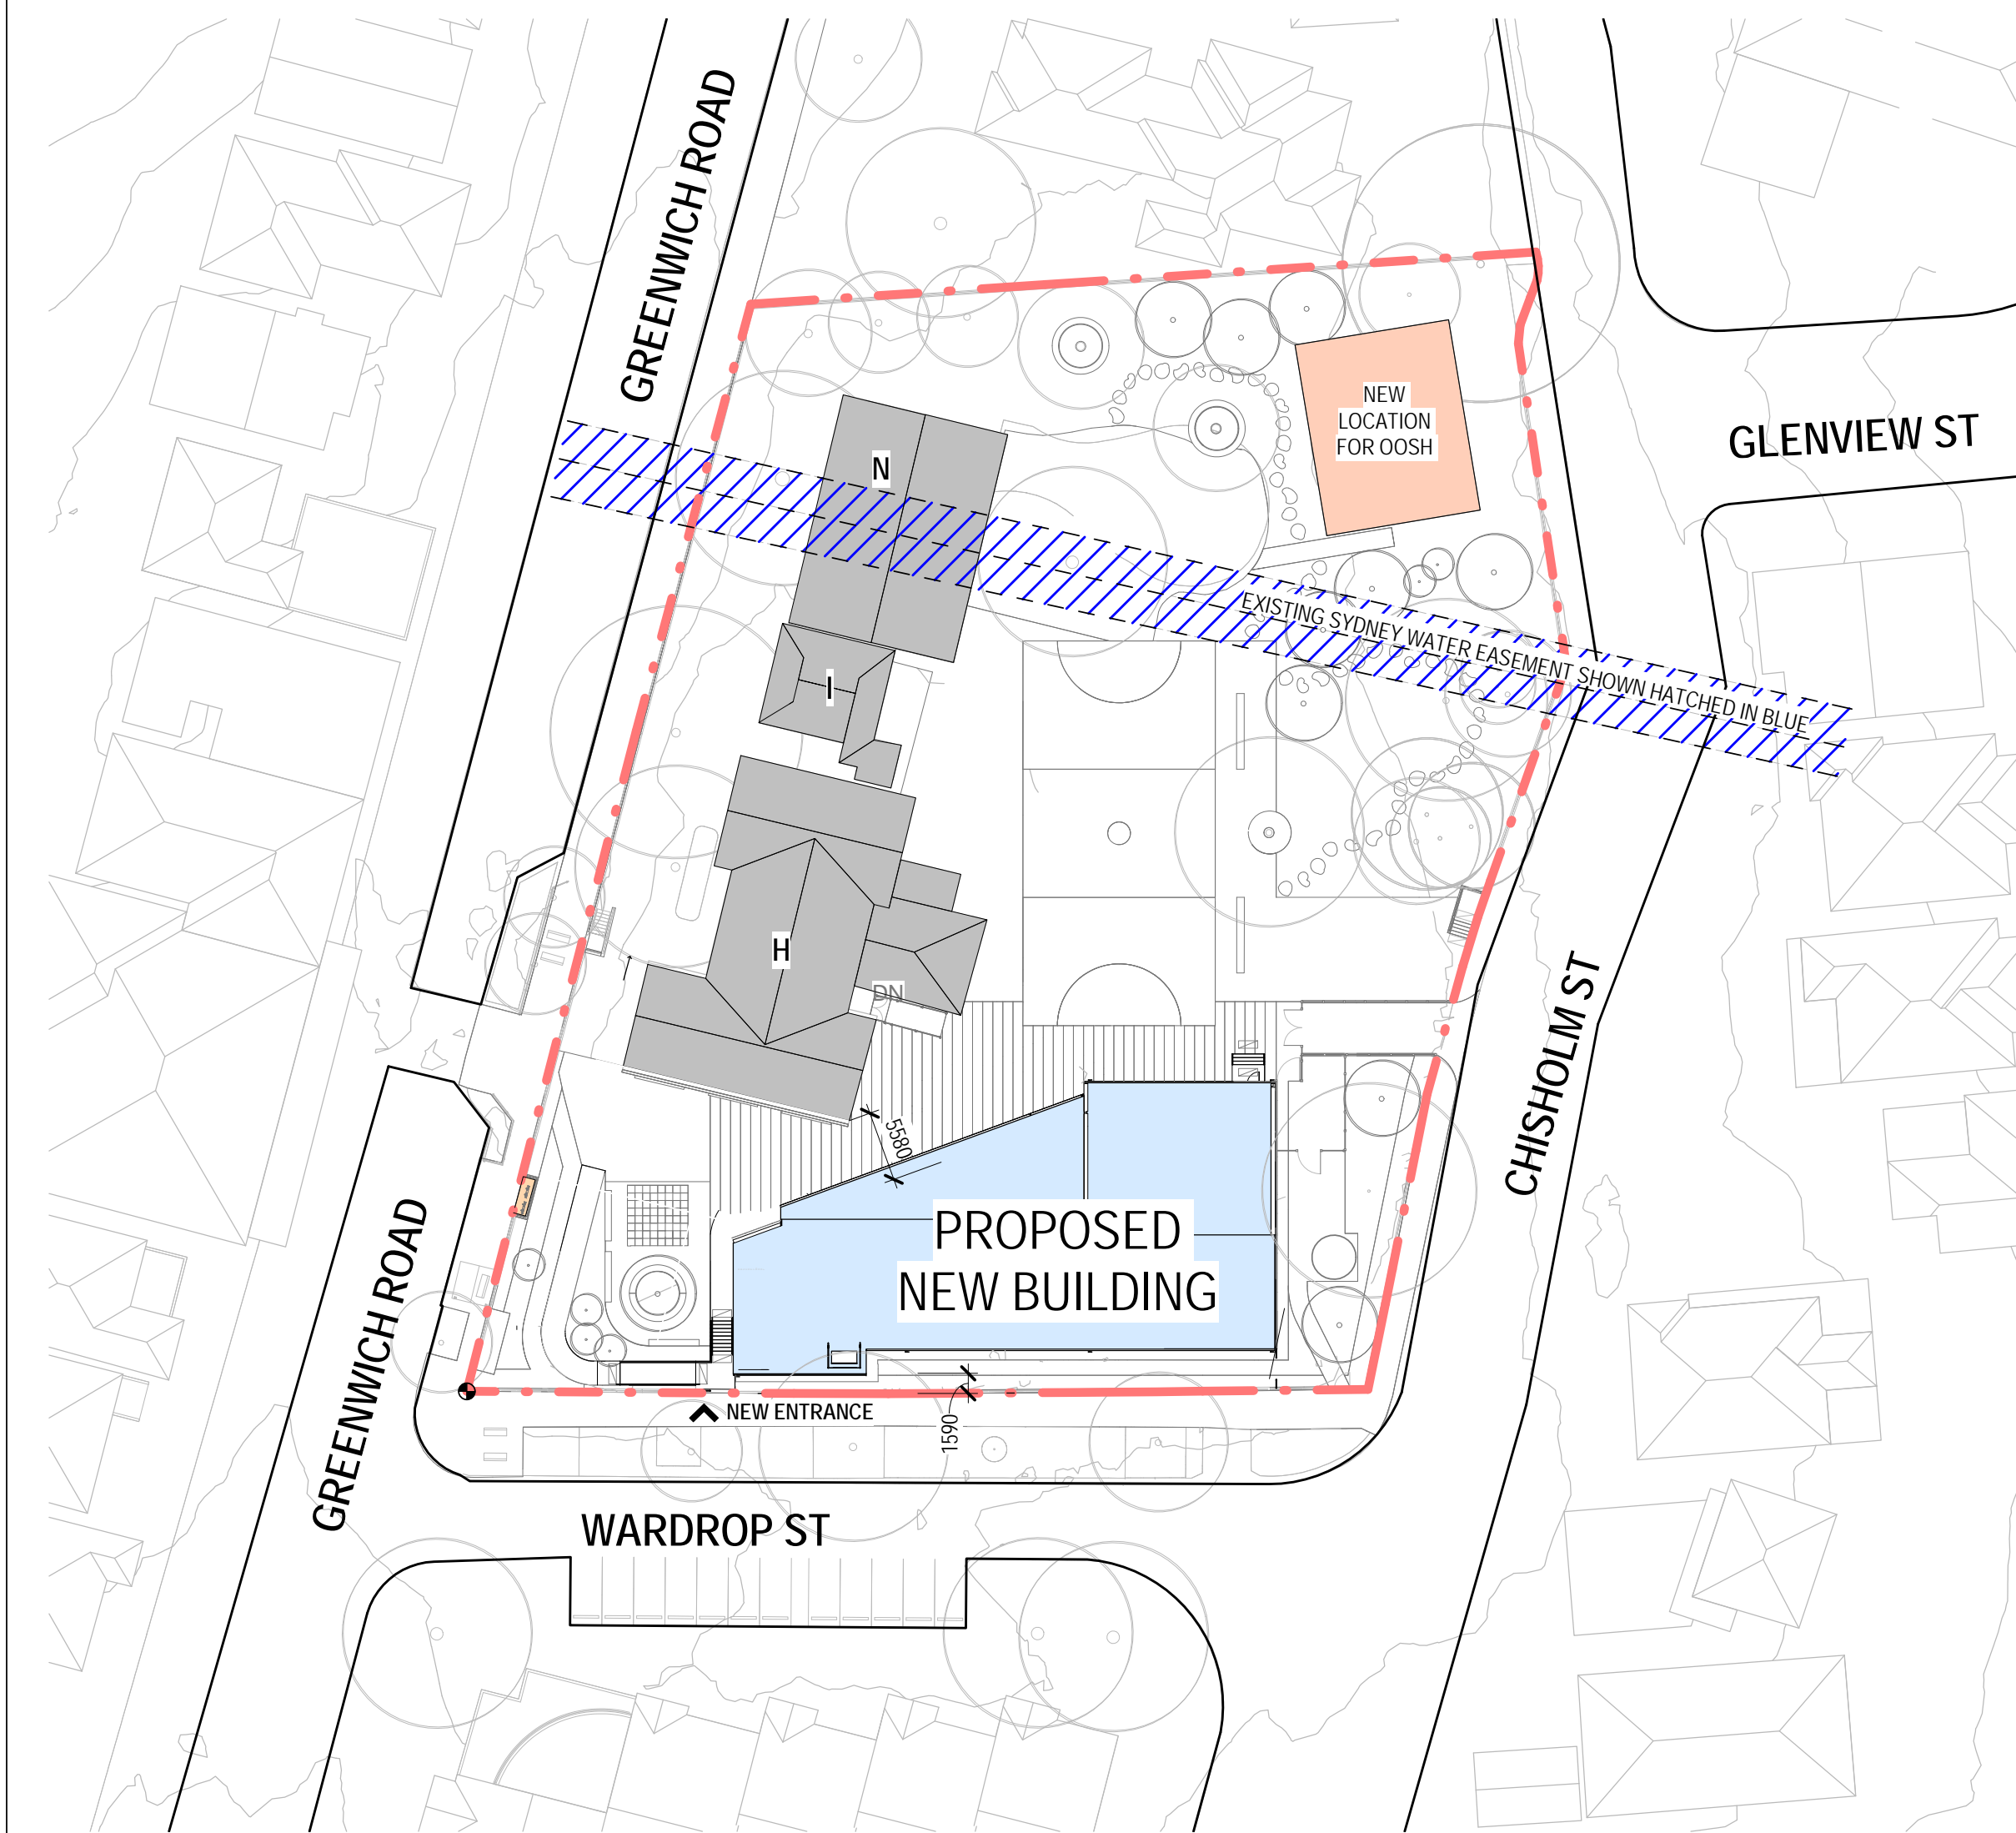 GREENWICH ROAD
N
NEW
LOCATION
FOR OOSH
GLENVIEW ST
EXISTING SYDNEY WATER EASEMENT SHOWN HATCHED IN BLUE
I
H
DN
CHISHOLM ST
5580
PROPOSED
NEW BUILDING
GREENWICH ROAD
NEW ENTRANCE
1590
WARDROP ST